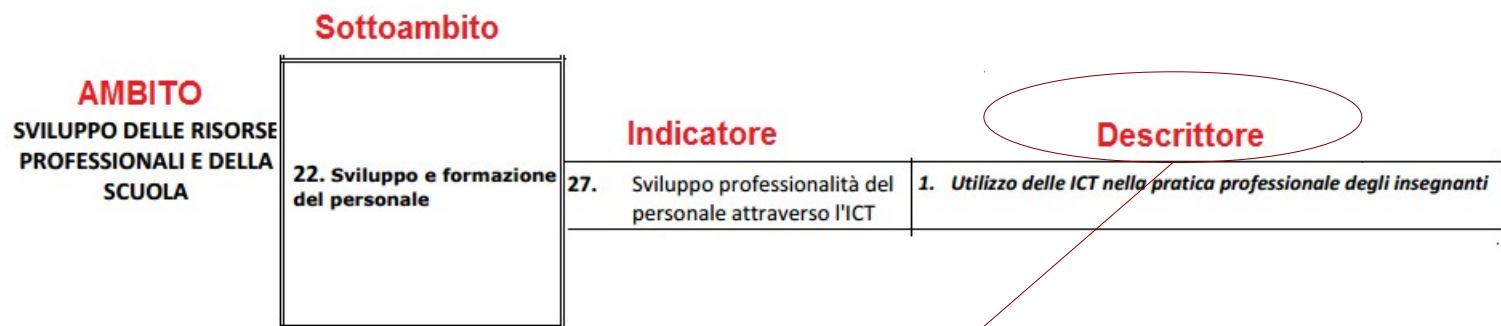 Sottoambito
AMBITO
SVILUPPO DELLE RISORSE
PROFESSIONALI E DELLA
SCUOLA
22. Sviluppo e formazione
del personale
Indicatore
27. Sviluppo professionalità del
personale attraverso l'ICT
Descrittore
1. Utilizzo delle ICT nella pratica professionale degli insegnanti